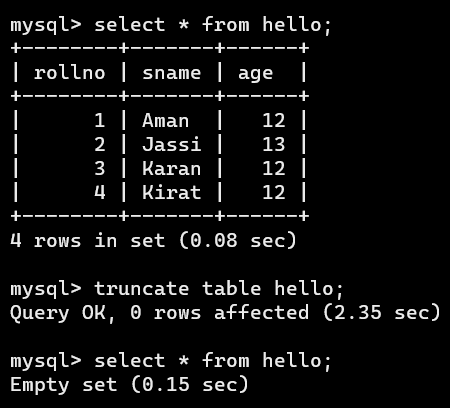 mysql> select * from hello;
+--------+-------+------+
| rollno | sname | age  |
+--------+-------+------+
|      1 | Aman  |   12 |
|      2 | Jassi |   13 |
|      3 | Karan |   12 |
|      4 | Kirat |   12 |
+--------+-------+------+
4 rows in set (0.08 sec)
mysql> truncate table hello;
Query OK, 0 rows affected (2.35 sec)
mysql> select * from hello;
Empty set (0.15 sec)